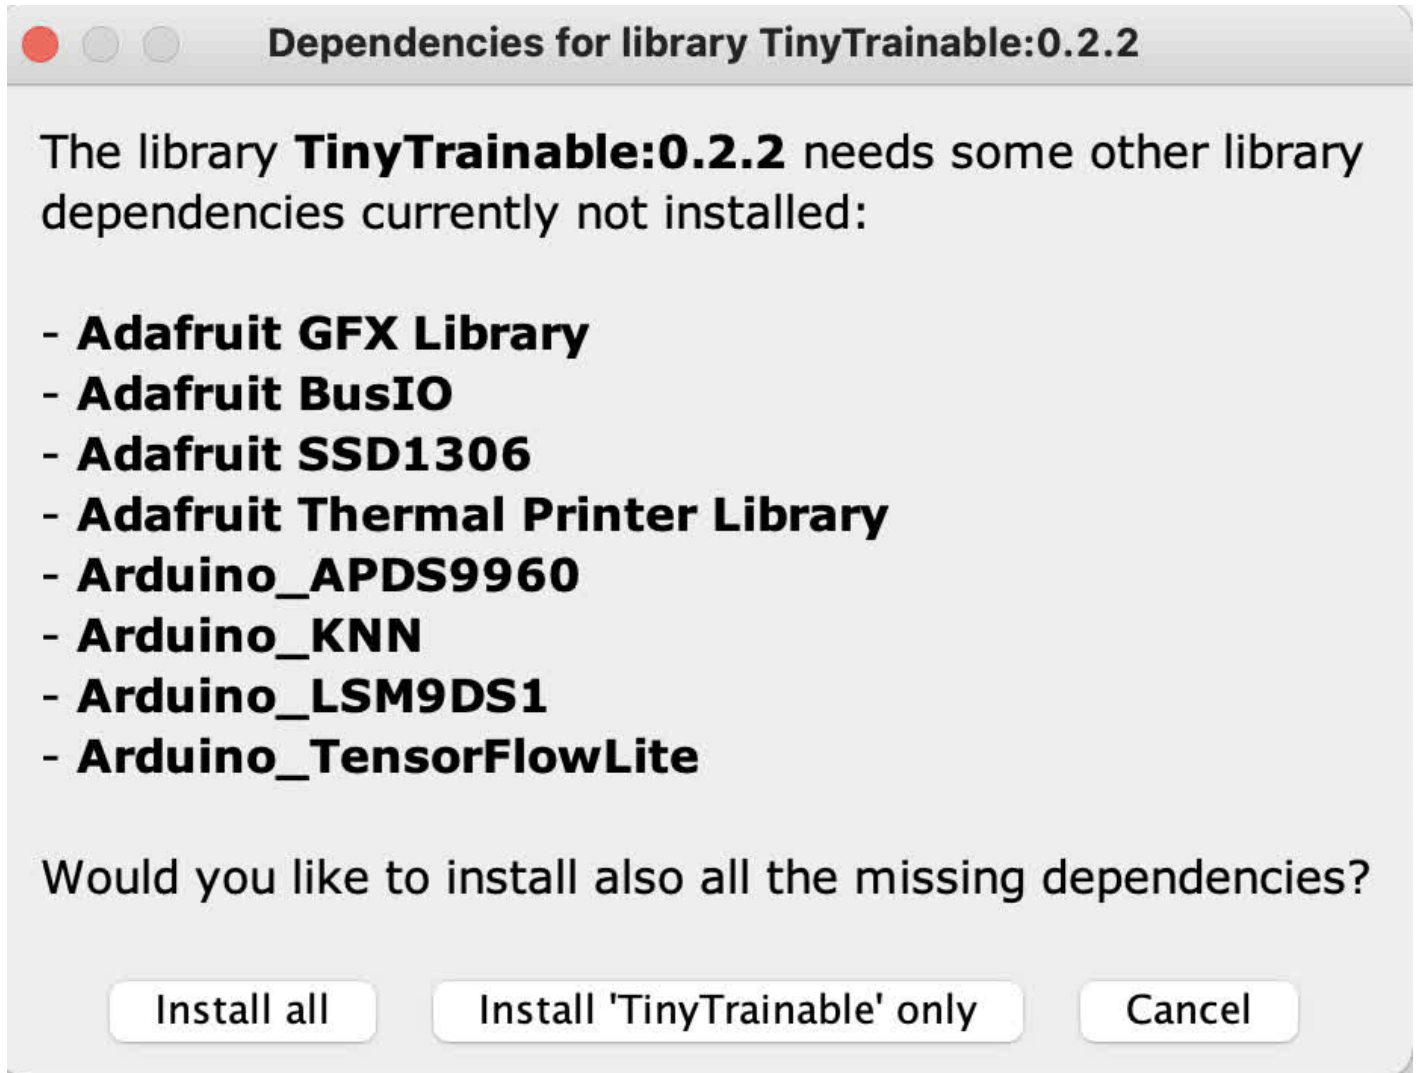 Dependencies for library TinyTrainable:0.2.2
The library TinyTrainable:0.2.2 needs some other library
dependencies currently not installed:
- Adafruit GFX Library
- Adafruit BusIO
- Adafruit SSD1306
- Adafruit Thermal Printer Library
- Arduino_APDS9960
- Arduino_KNN
- Arduino_LSM9DS1
- Arduino_TensorFlowLite
Would you like to install also all the missing dependencies?
Install all Install 'TinyTrainable' only Cancel